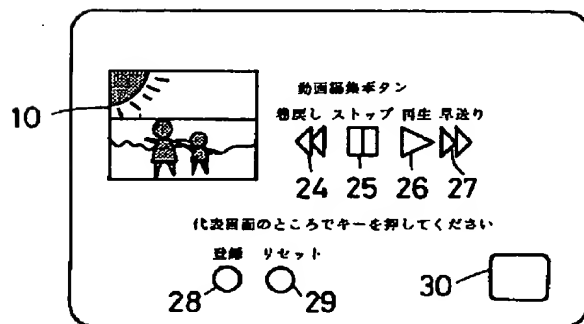 動画編集ボタン
10
巻戻し ストップ 再生 早送り
24 25 26 27
代表画面のところでキーを押してください
登録 リセット
28 29 30